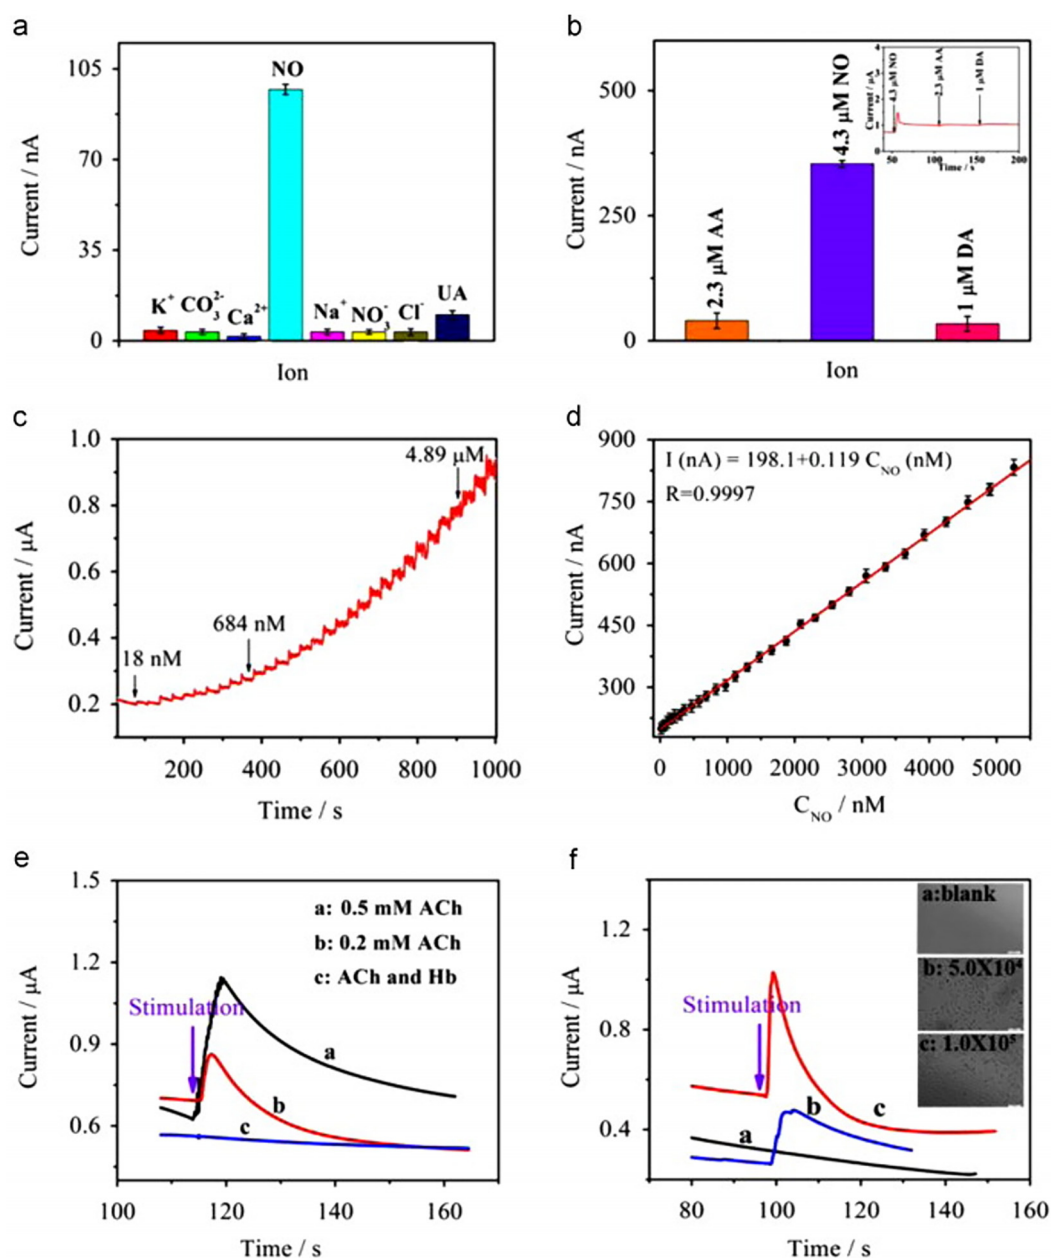 a
105
70
35
0
Current / nA
K⁺
CO₃²⁻
Ca²⁺
NO
Na⁺
NO₃⁻
Cl⁻
UA
Ion
b
500
250
0
Current / nA
2.3 μM AA
4.3 μM NO
1 μM DA
Ion
4
3
2
1
0
Current / μA
4.3 μM NO
2.3 μM AA
1 μM DA
50 100 150 200
Time / s
c
1.0
0.8
0.6
0.4
0.2
Current / μA
18 nM
684 nM
4.89 μM
200 400 600 800 1000
Time / s
d
900
750
600
450
300
Current / nA
I (nA) = 198.1+0.119 C_NO (nM)
R=0.9997
0 1000 2000 3000 4000 5000
C_NO / nM
e
1.5
1.2
0.9
0.6
Current / μA
a: 0.5 mM ACh
b: 0.2 mM ACh
c: ACh and Hb
Stimulation
a
b
c
100 120 140 160
Time / s
f
1.2
0.8
0.4
Current / μA
a:blank
b: 5.0X10⁴
c: 1.0X10⁵
Stimulation
a
b
c
80 100 120 140 160
Time / s